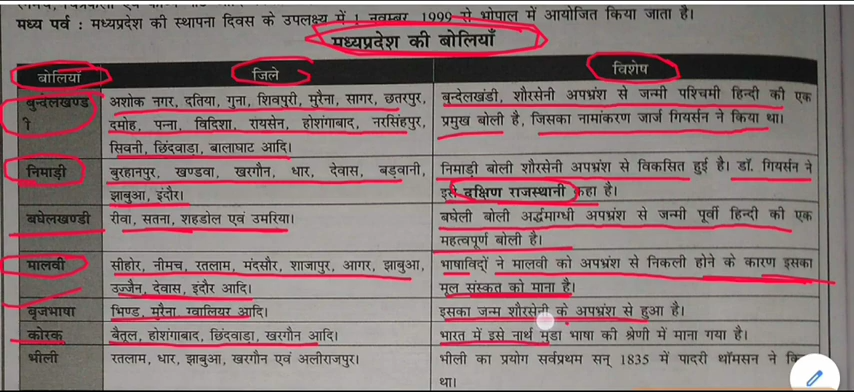 मध्य पर्व : मध्यप्रदेश की स्थापना दिवस के उपलक्ष्य में 1 नवम्बर, 1999 से भोपाल में आयोजित किया जाता है।
मध्यप्रदेश की बोलियाँ
बोलियाँ जिले विशेष
बुन्देलखण्डी अशोक नगर, दतिया, गुना, शिवपुरी, मुरैना, सागर, छतरपुर, बुन्देलखंडी, शौरसेनी अपभ्रंश से जन्मी पश्चिमी हिन्दी की एक
दमोह, पन्ना, विदिशा, रायसेन, होशंगाबाद, नरसिंहपुर, प्रमुख बोली है, जिसका नामांकरण जार्ज गियर्सन ने किया था।
सिवनी, छिंदवाड़ा, बालाघाट आदि।
निमाड़ी बुरहानपुर, खण्डवा, खरगौन, धार, देवास, बड़वानी, निमाड़ी बोली शौरसेनी अपभ्रंश से विकसित हुई है। डॉ. गियर्सन ने
झाबुआ, इंदौर। इसे दक्षिण राजस्थानी कहा है।
बघेलखण्डी रीवा, सतना, शहडोल एवं उमरिया। बघेली बोली अर्द्धमाग्धी अपभ्रंश से जन्मी पूर्वी हिन्दी की एक
महत्वपूर्ण बोली है।
मालवी सीहोर, नीमच, रतलाम, मंदसौर, शाजापुर, आगर, झाबुआ, भाषाविदों ने मालवी को अपभ्रंश से निकली होने के कारण इसका
उज्जैन, देवास, इंदौर आदि। मूल संस्कत को माना है।
बृजभाषा भिण्ड, मुरैना ग्वालियर आदि। इसका जन्म शौरसेनी के अपभ्रंश से हुआ है।
कोरकू बैतूल, होशंगाबाद, छिंदवाड़ा, खरगौन आदि। भारत में इसे नार्थ मुंडा भाषा की श्रेणी में माना गया है।
भीली रतलाम, धार, झाबुआ, खरगौन एवं अलीराजपुर। भीली का प्रयोग सर्वप्रथम सन् 1835 में पादरी थॉमसन ने
था।